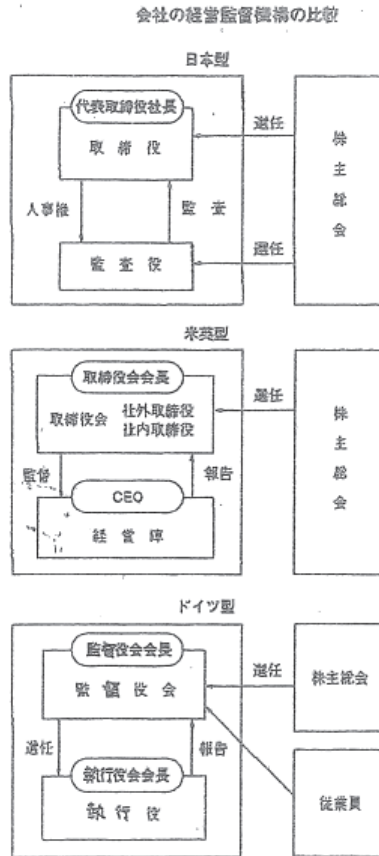 会社の経営監督機構の比較
日本型
代表取締役社長
取締役
選任
人事権
監査
監査役
選任
株主総会
米英型
取締役会会長
取締役会
社外取締役
社内取締役
選任
監督
報告
CEO
経営陣
株主総会
ドイツ型
監督役会会長
監督役会
選任
株主総会
選任
報告
執行役会会長
執行役
従業員